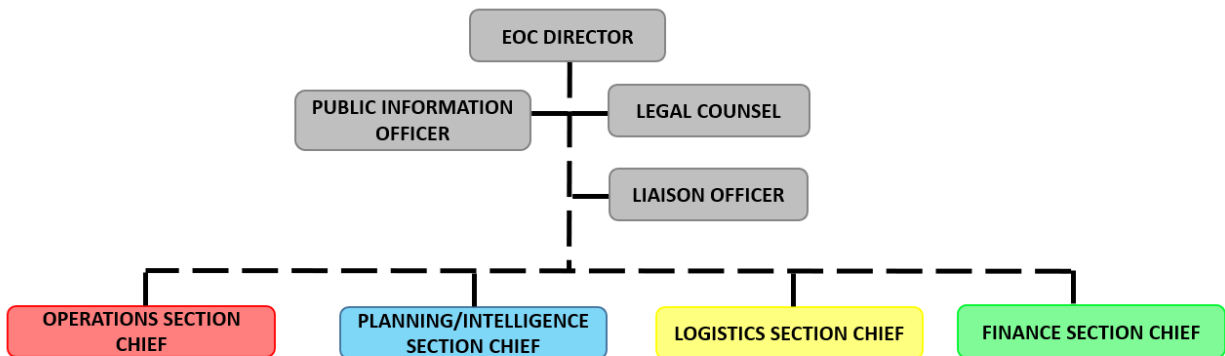 EOC DIRECTOR
PUBLIC INFORMATION
OFFICER
LEGAL COUNSEL
LIAISON OFFICER
OPERATIONS SECTION
CHIEF
PLANNING/INTELLIGENCE
SECTION CHIEF
LOGISTICS SECTION CHIEF
FINANCE SECTION CHIEF